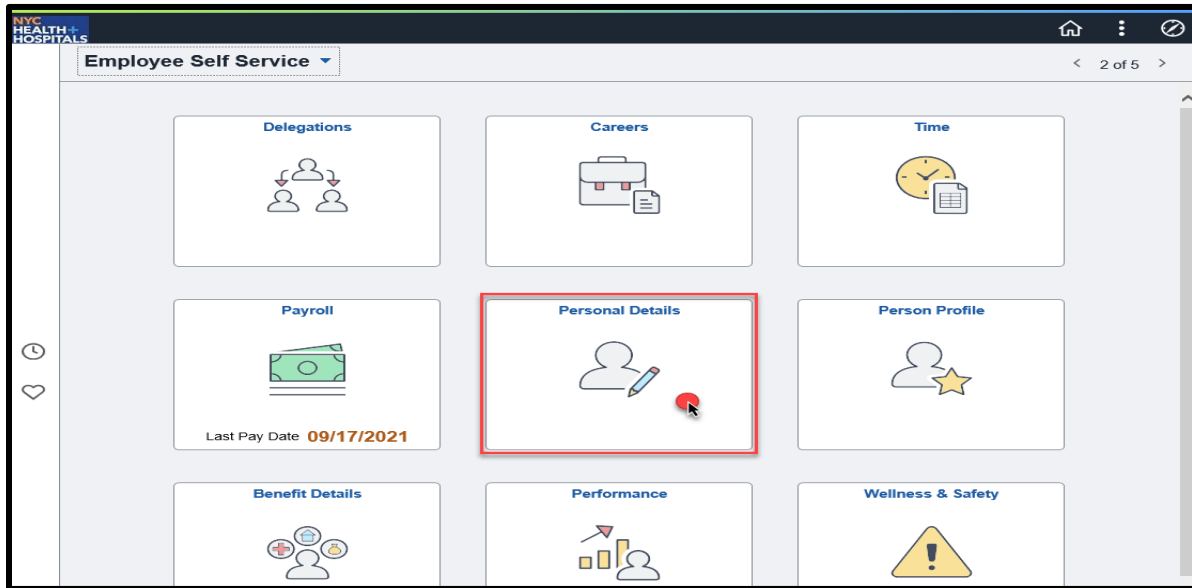 NYC
HEALTH+
HOSPITALS
Employee Self Service
2 of 5
Delegations
Careers
Time
Payroll
Last Pay Date 09/17/2021
Personal Details
Person Profile
Benefit Details
Performance
Wellness & Safety